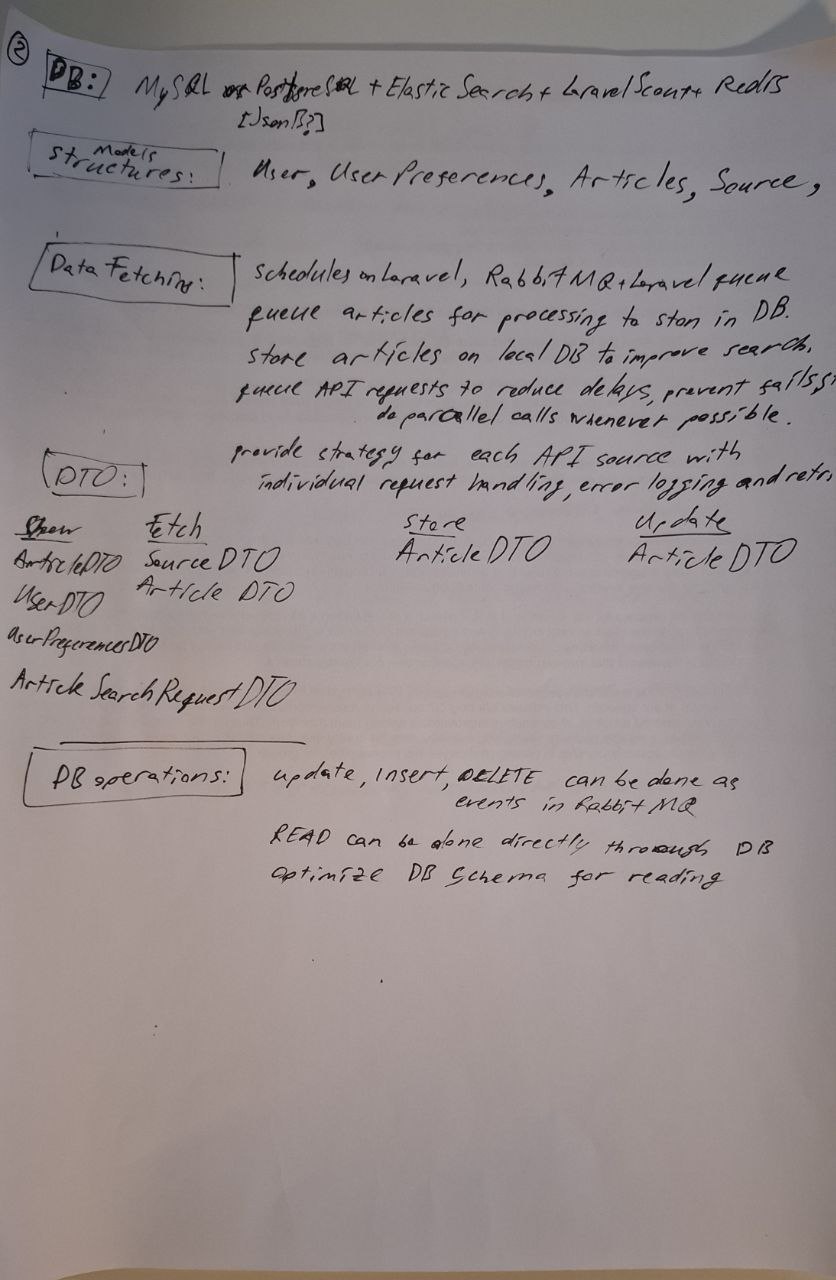 ②
DB: MySQL or PostgreSQL + Elastic Search + Laravel Scout + Redis
[JsonB?]
Models
Structures: User, User Preferences, Articles, Source,
Data Fetching: schedules on Laravel, RabbitMQ + Laravel queue
queue articles for processing to store in DB.
store articles on local DB to improve search.
queue API requests to reduce delays, prevent fails,
do parcallel calls whenever possible.
provide strategy for each API source with
individual request handling, error logging and retr
DTO:
Show Fetch Store Update
ArticleDTO Source DTO Article DTO Article DTO
UserDTO Article DTO
UserPreferencesDTO
Article Search Request DTO
DB operations: update, insert, DELETE can be done as
events in RabbitMQ
READ can be done directly through DB
optimize DB schema for reading